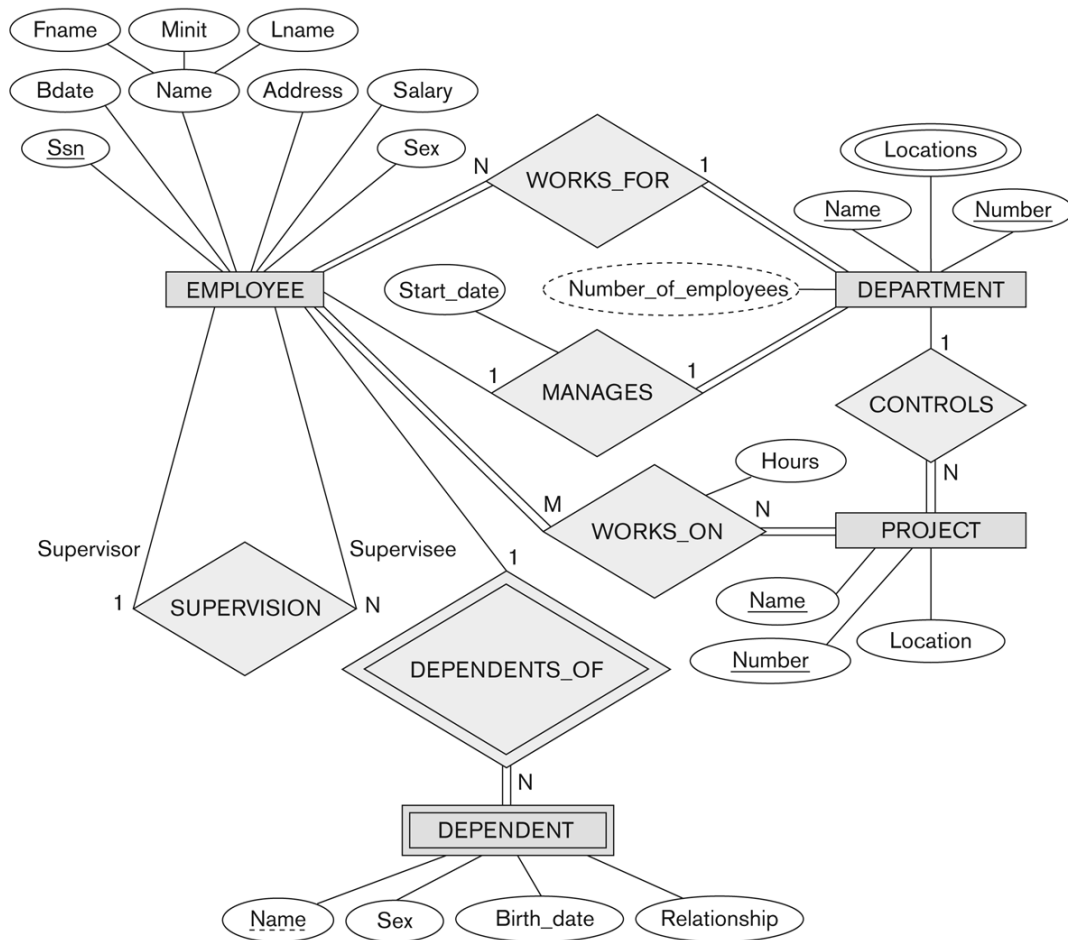 Fname
Minit
Lname
Bdate
Name
Address
Salary
Ssn
Sex
N
WORKS_FOR
1
Locations
Name
Number
EMPLOYEE
Start_date
Number_of_employees
DEPARTMENT
1
MANAGES
1
1
CONTROLS
N
Hours
M
WORKS_ON
N
PROJECT
Supervisor
Supervisee
1
SUPERVISION
N
1
Name
Number
Location
DEPENDENTS_OF
N
DEPENDENT
Name
Sex
Birth_date
Relationship